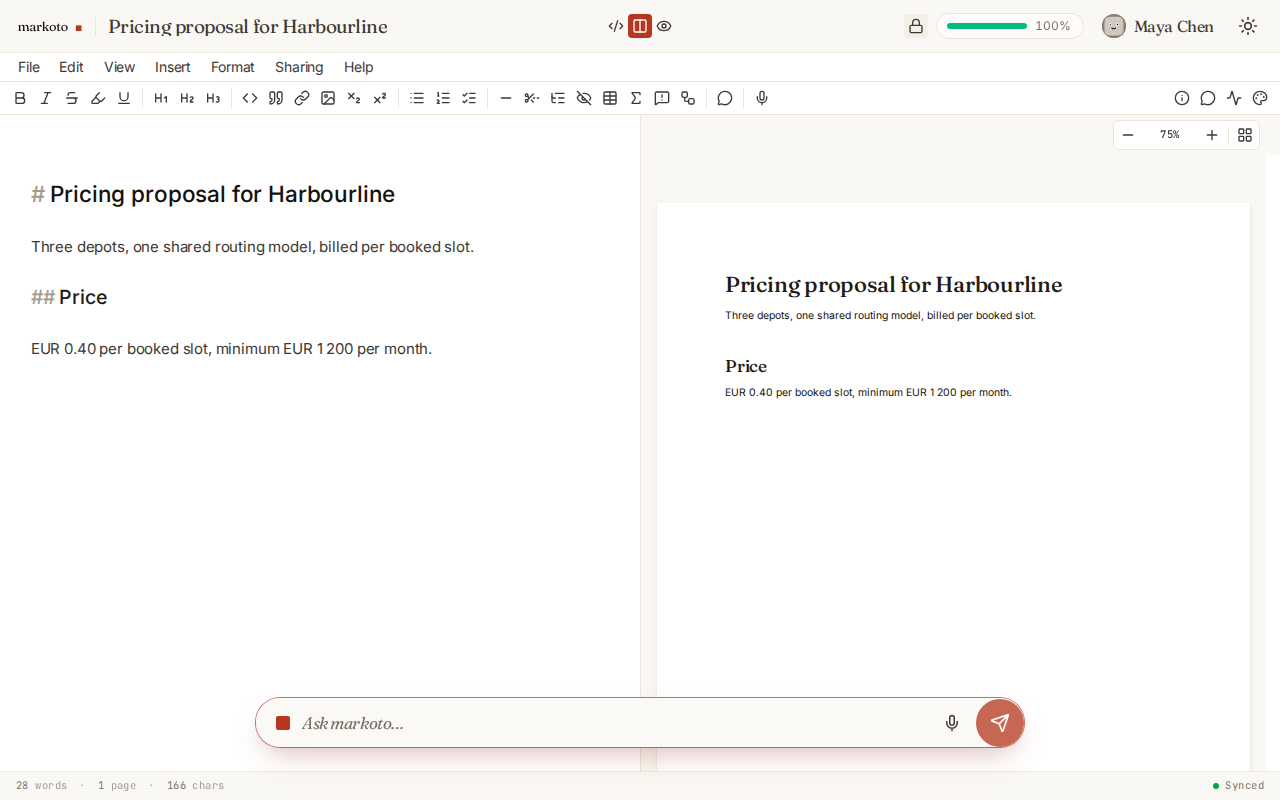 markoto
Pricing proposal for Harbourline
100%
Maya Chen
File Edit View Insert Format Sharing Help
H1 H2 H3
75%
# Pricing proposal for Harbourline
Three depots, one shared routing model, billed per booked slot.
## Price
EUR 0.40 per booked slot, minimum EUR 1 200 per month.
Pricing proposal for Harbourline
Three depots, one shared routing model, billed per booked slot.
Price
EUR 0.40 per booked slot, minimum EUR 1 200 per month.
Ask markoto...
28 words · 1 page · 166 chars
Synced